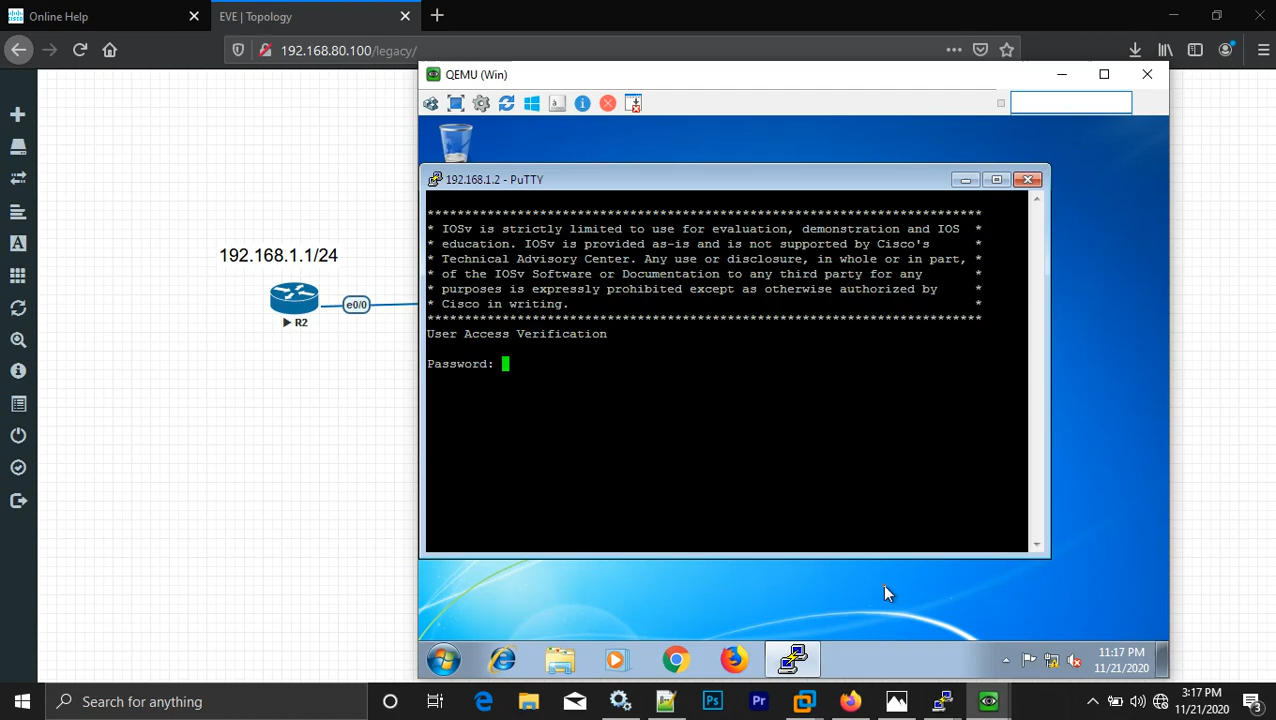 Online Help
EVE | Topology
192.168.80.100/legacy/
QEMU (Win)
192.168.1.2 - PuTTY
*******************************************************************************
* IOSv is strictly limited to use for evaluation, demonstration and IOS *
* education. IOSv is provided as-is and is not supported by Cisco's *
* Technical Advisory Center. Any use or disclosure, in whole or in part, *
* of the IOSv Software or Documentation to any third party for any *
* purposes is expressly prohibited except as otherwise authorized by *
* Cisco in writing. *
*******************************************************************************
User Access Verification
Password:
192.168.1.1/24
e0/0
R2
11:17 PM
11/21/2020
Search for anything
Ps
Pr
3:17 PM
11/21/2020
3